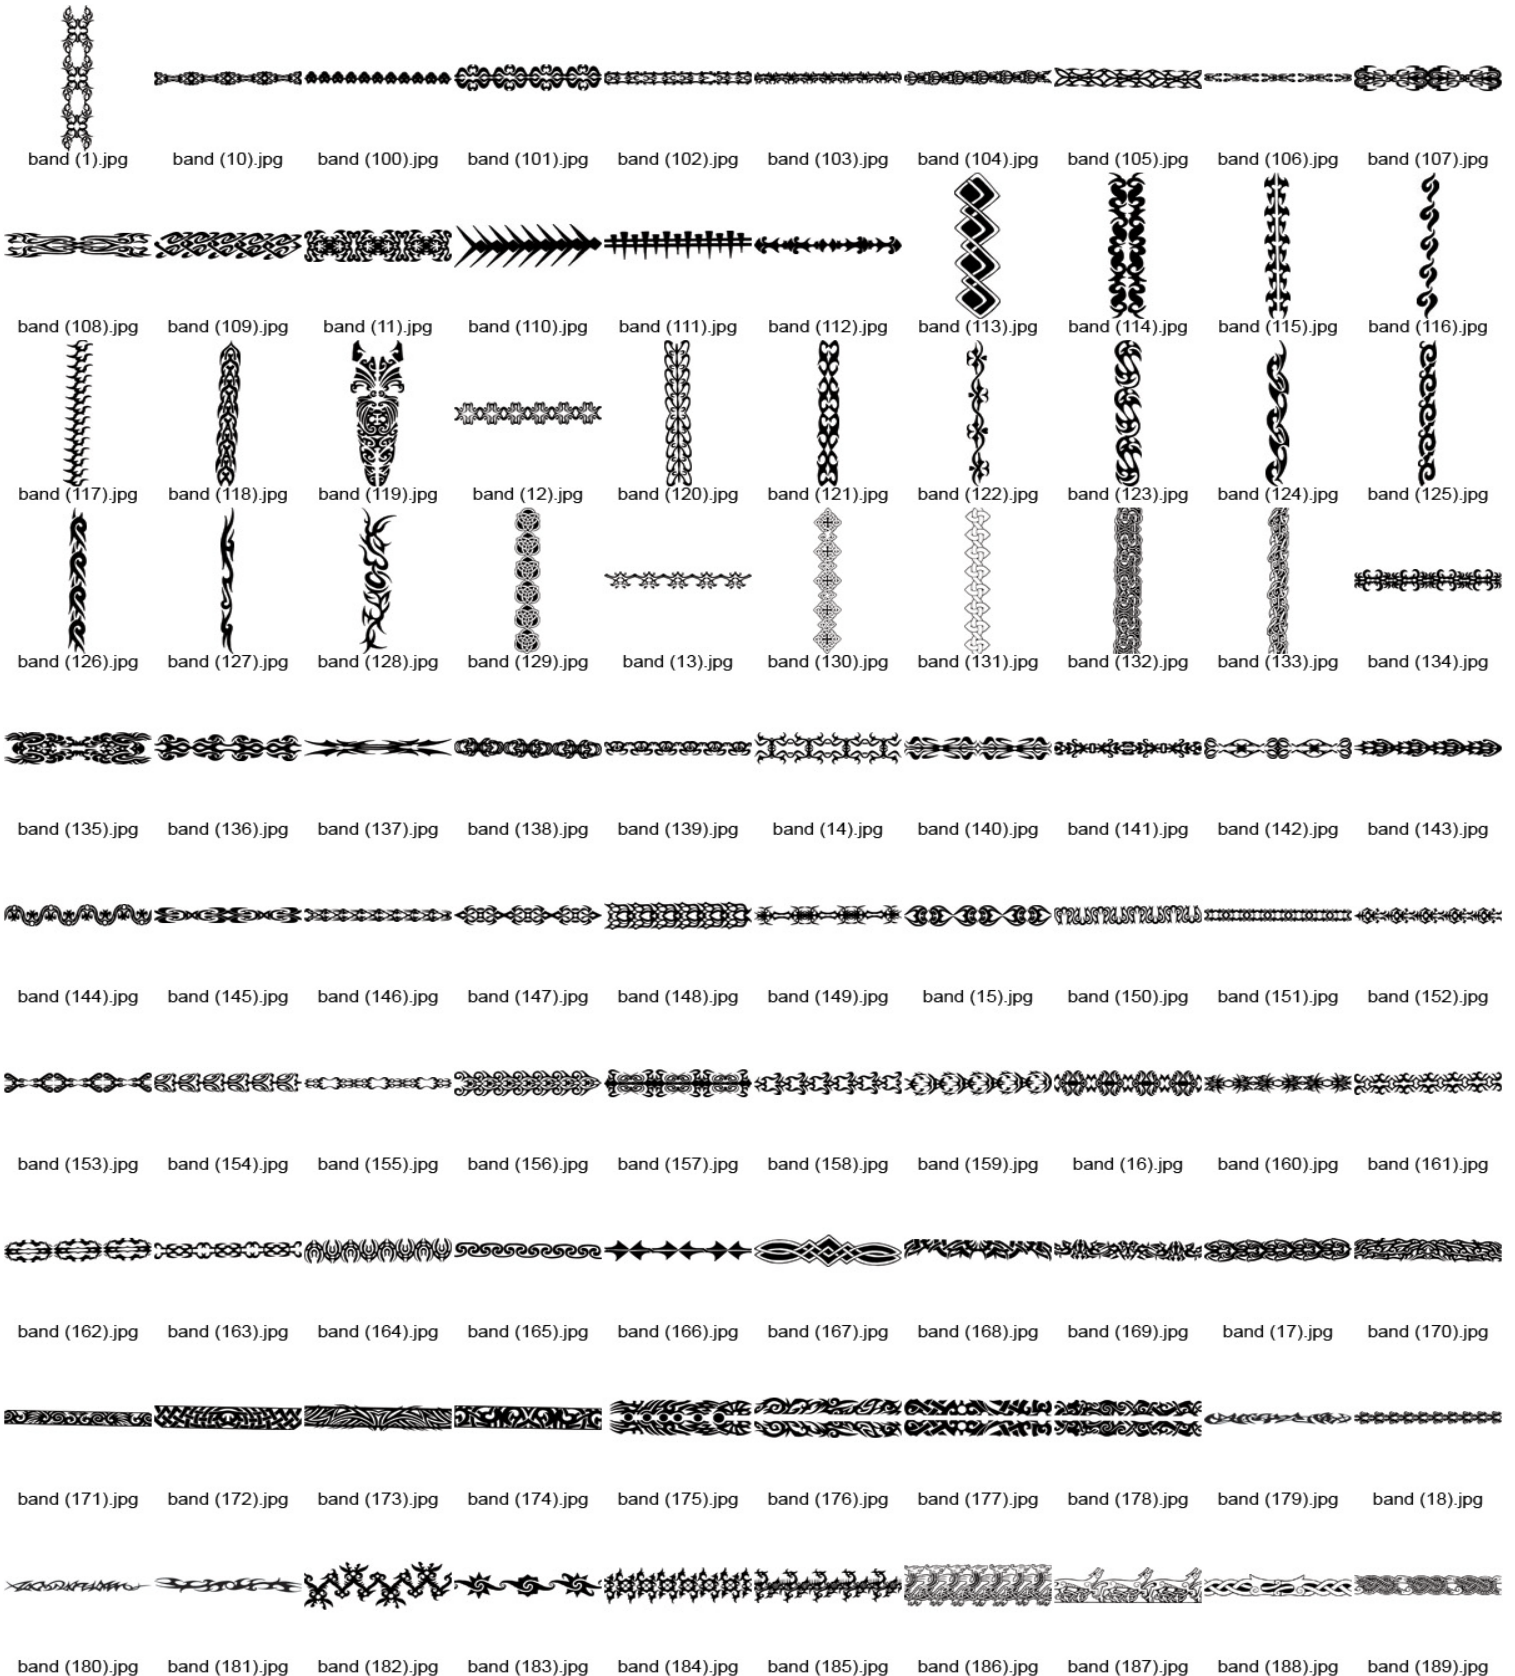 band (1).jpg band (10).jpg band (100).jpg band (101).jpg band (102).jpg band (103).jpg band (104).jpg band (105).jpg band (106).jpg band (107).jpg
band (108).jpg band (109).jpg band (11).jpg band (110).jpg band (111).jpg band (112).jpg band (113).jpg band (114).jpg band (115).jpg band (116).jpg
band (117).jpg band (118).jpg band (119).jpg band (12).jpg band (120).jpg band (121).jpg band (122).jpg band (123).jpg band (124).jpg band (125).jpg
band (126).jpg band (127).jpg band (128).jpg band (129).jpg band (13).jpg band (130).jpg band (131).jpg band (132).jpg band (133).jpg band (134).jpg
band (135).jpg band (136).jpg band (137).jpg band (138).jpg band (139).jpg band (14).jpg band (140).jpg band (141).jpg band (142).jpg band (143).jpg
band (144).jpg band (145).jpg band (146).jpg band (147).jpg band (148).jpg band (149).jpg band (15).jpg band (150).jpg band (151).jpg band (152).jpg
band (153).jpg band (154).jpg band (155).jpg band (156).jpg band (157).jpg band (158).jpg band (159).jpg band (16).jpg band (160).jpg band (161).jpg
band (162).jpg band (163).jpg band (164).jpg band (165).jpg band (166).jpg band (167).jpg band (168).jpg band (169).jpg band (17).jpg band (170).jpg
band (171).jpg band (172).jpg band (173).jpg band (174).jpg band (175).jpg band (176).jpg band (177).jpg band (178).jpg band (179).jpg band (18).jpg
band (180).jpg band (181).jpg band (182).jpg band (183).jpg band (184).jpg band (185).jpg band (186).jpg band (187).jpg band (188).jpg band (189).jpg